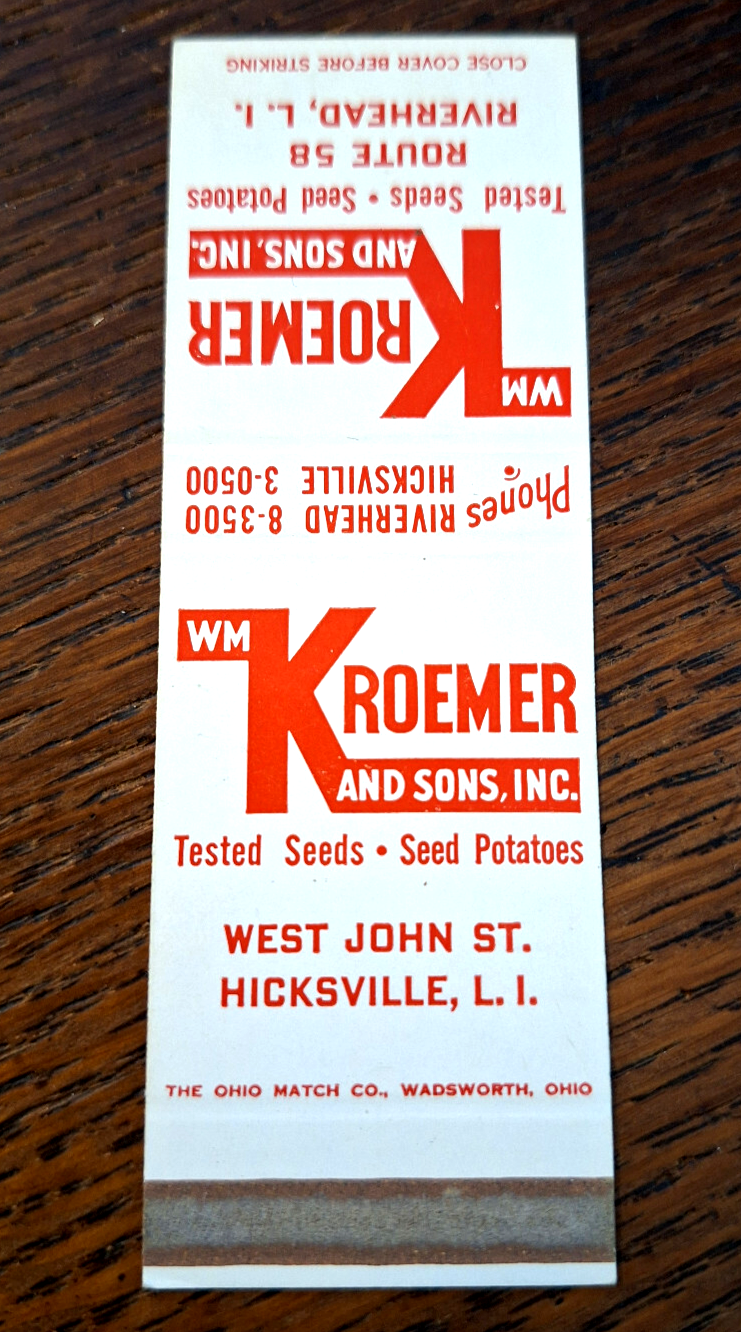 CLOSE COVER BEFORE STRIKING
RIVERHEAD, L. I.
ROUTE 58
Tested Seeds • Seed Potatoes
AND SONS, INC.
KROEMER
WM
Phones RIVERHEAD 8-3500
HICKSVILLE 3-0500
WM
KROEMER
AND SONS, INC.
Tested Seeds • Seed Potatoes
WEST JOHN ST.
HICKSVILLE, L. I.
THE OHIO MATCH CO., WADSWORTH, OHIO